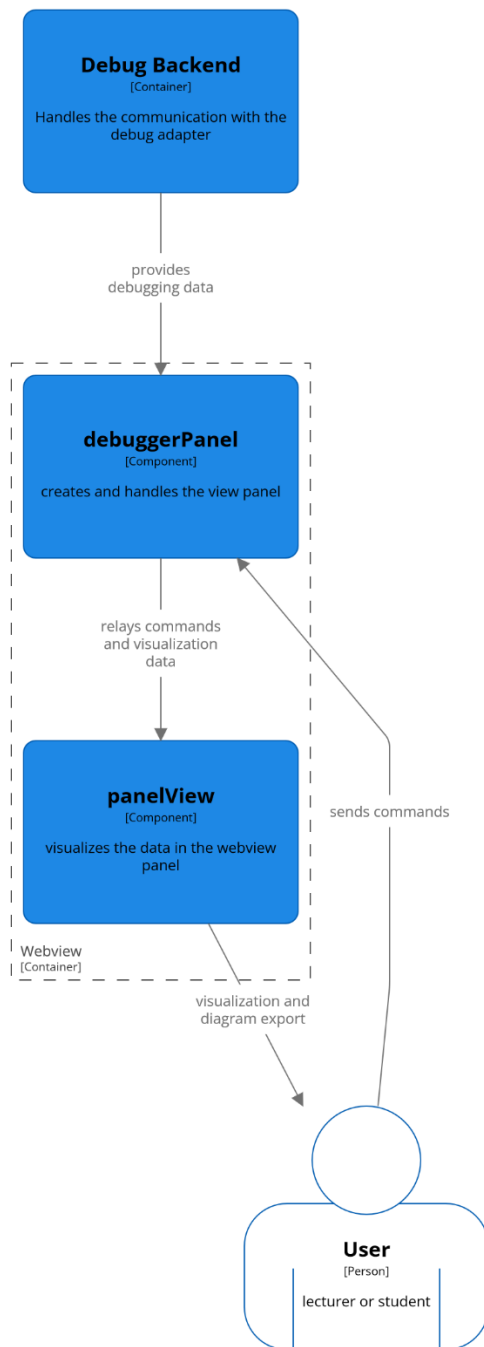 Debug Backend
[Container]
Handles the communication with the
debug adapter
provides
debugging data
debuggerPanel
[Component]
creates and handles the view panel
relays commands
and visualization
data
panelView
[Component]
visualizes the data in the webview
panel
sends commands
Webview
[Container]
visualization and
diagram export
User
[Person]
lecturer or student